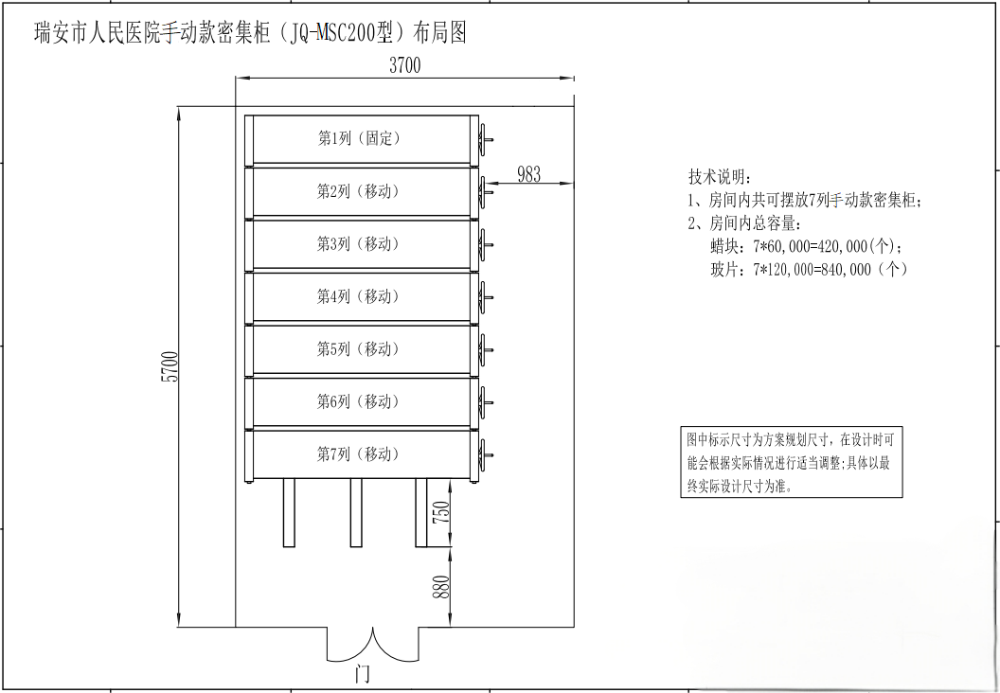 瑞安市人民医院手动款密集柜（JQ-MSC200型）布局图
3700
第1列（固定）
983
第2列（移动）
第3列（移动）
第4列（移动）
第5列（移动）
第6列（移动）
第7列（移动）
5700
750
880
门
技术说明：
1、房间内共可摆放7列手动款密集柜；
2、房间内总容量：
蜡块：7*60,000=420,000(个)；
玻片：7*120,000=840,000（个）
图中标示尺寸为方案规划尺寸，在设计时可
能会根据实际情况进行适当调整;具体以最
终实际设计尺寸为准。